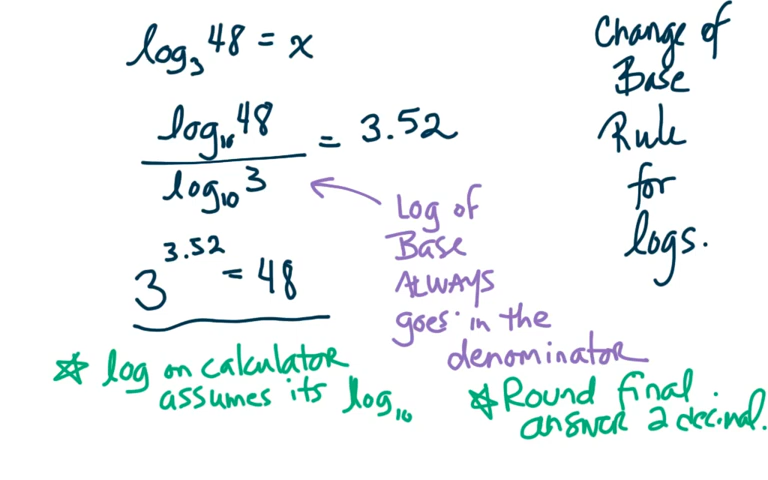 log₃ 48 = x
log₁₀ 48
log₁₀ 3
= 3.52
3^3.52 = 48
Change of
Base
Rule
for
logs.
Log of
Base
ALWAYS
goes in the
denominator
☆ log on calculator
assumes its log₁₀
☆ Round final
answer 2 decimal.